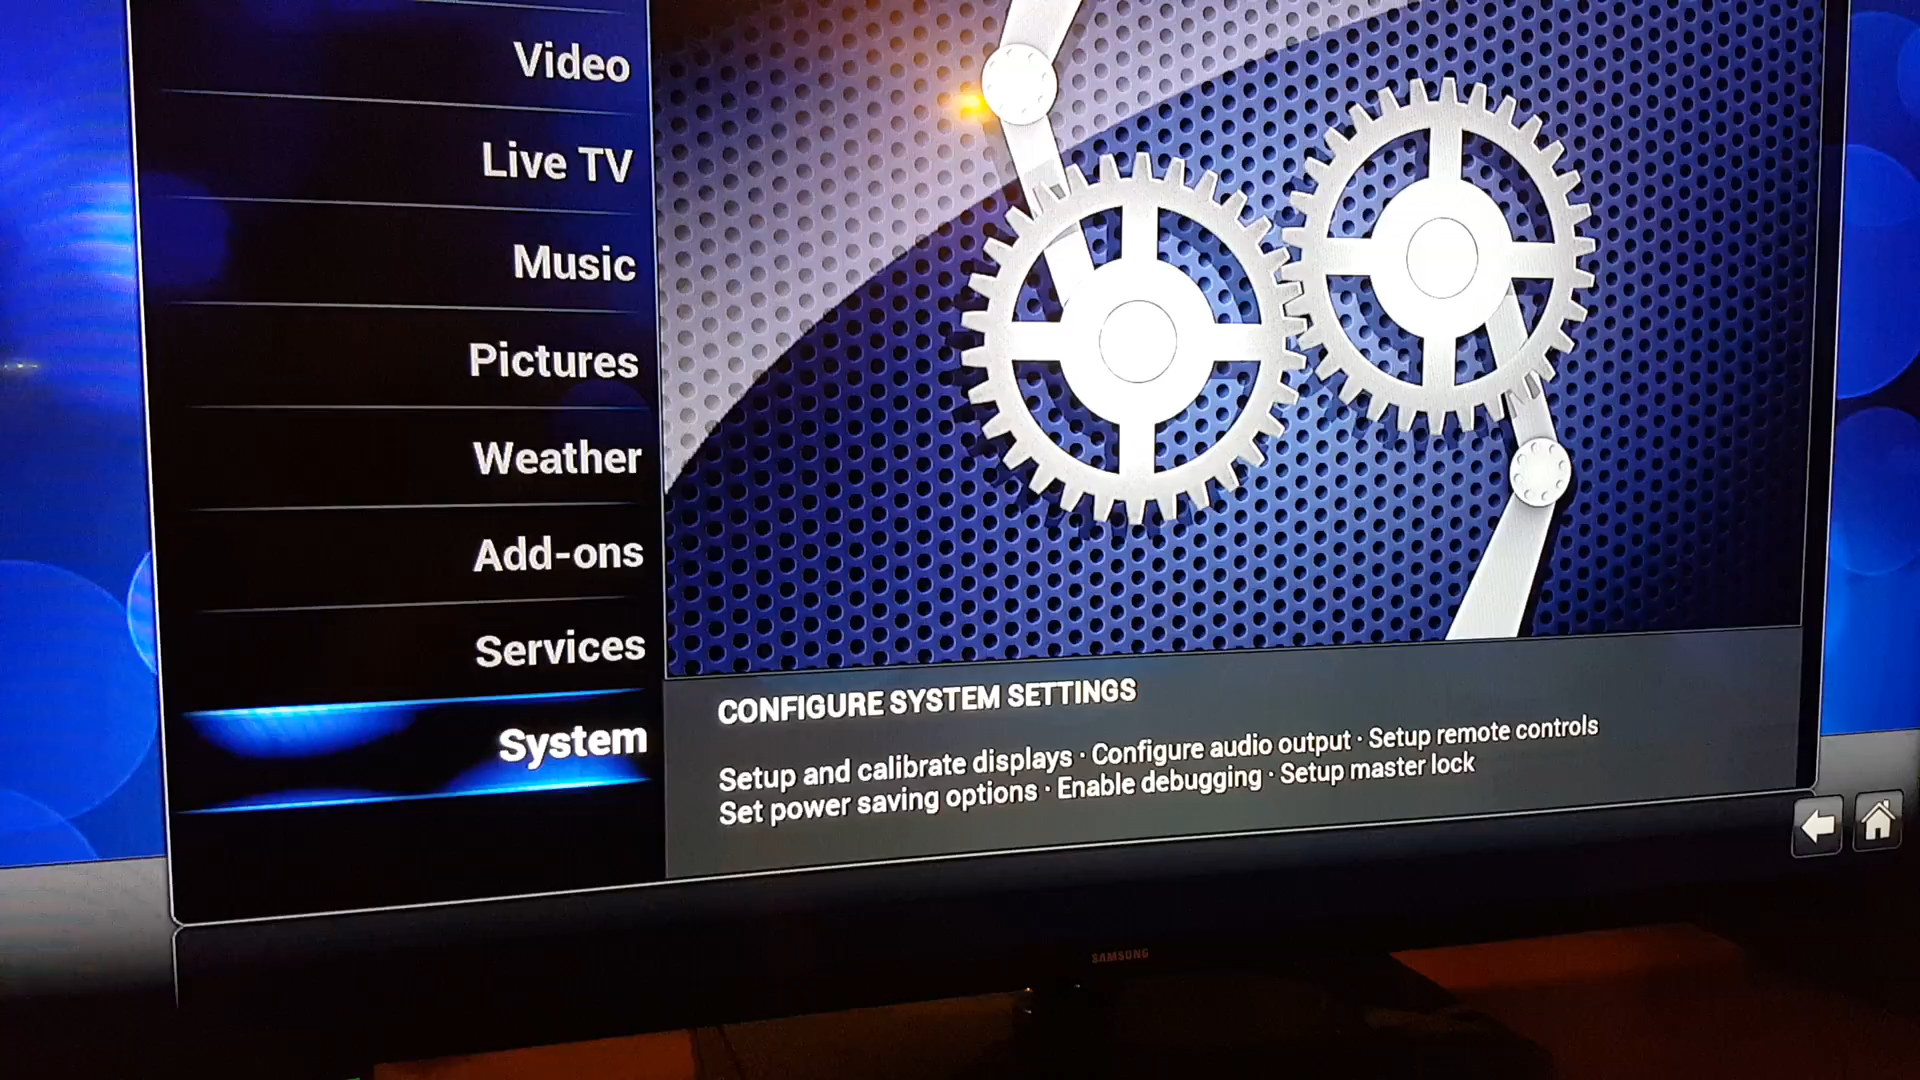 Video
Live TV
Music
Pictures
Weather
Add-ons
Services
System
CONFIGURE SYSTEM SETTINGS
Setup and calibrate displays · Configure audio output · Setup remote controls
Set power saving options · Enable debugging · Setup master lock
SAMSUNG